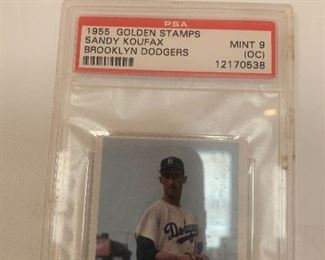 PSA
1955 GOLDEN STAMPS
SANDY KOUFAX MINT 9
BROOKLYN DODGERS (OC)
12170538
B
Dodgers